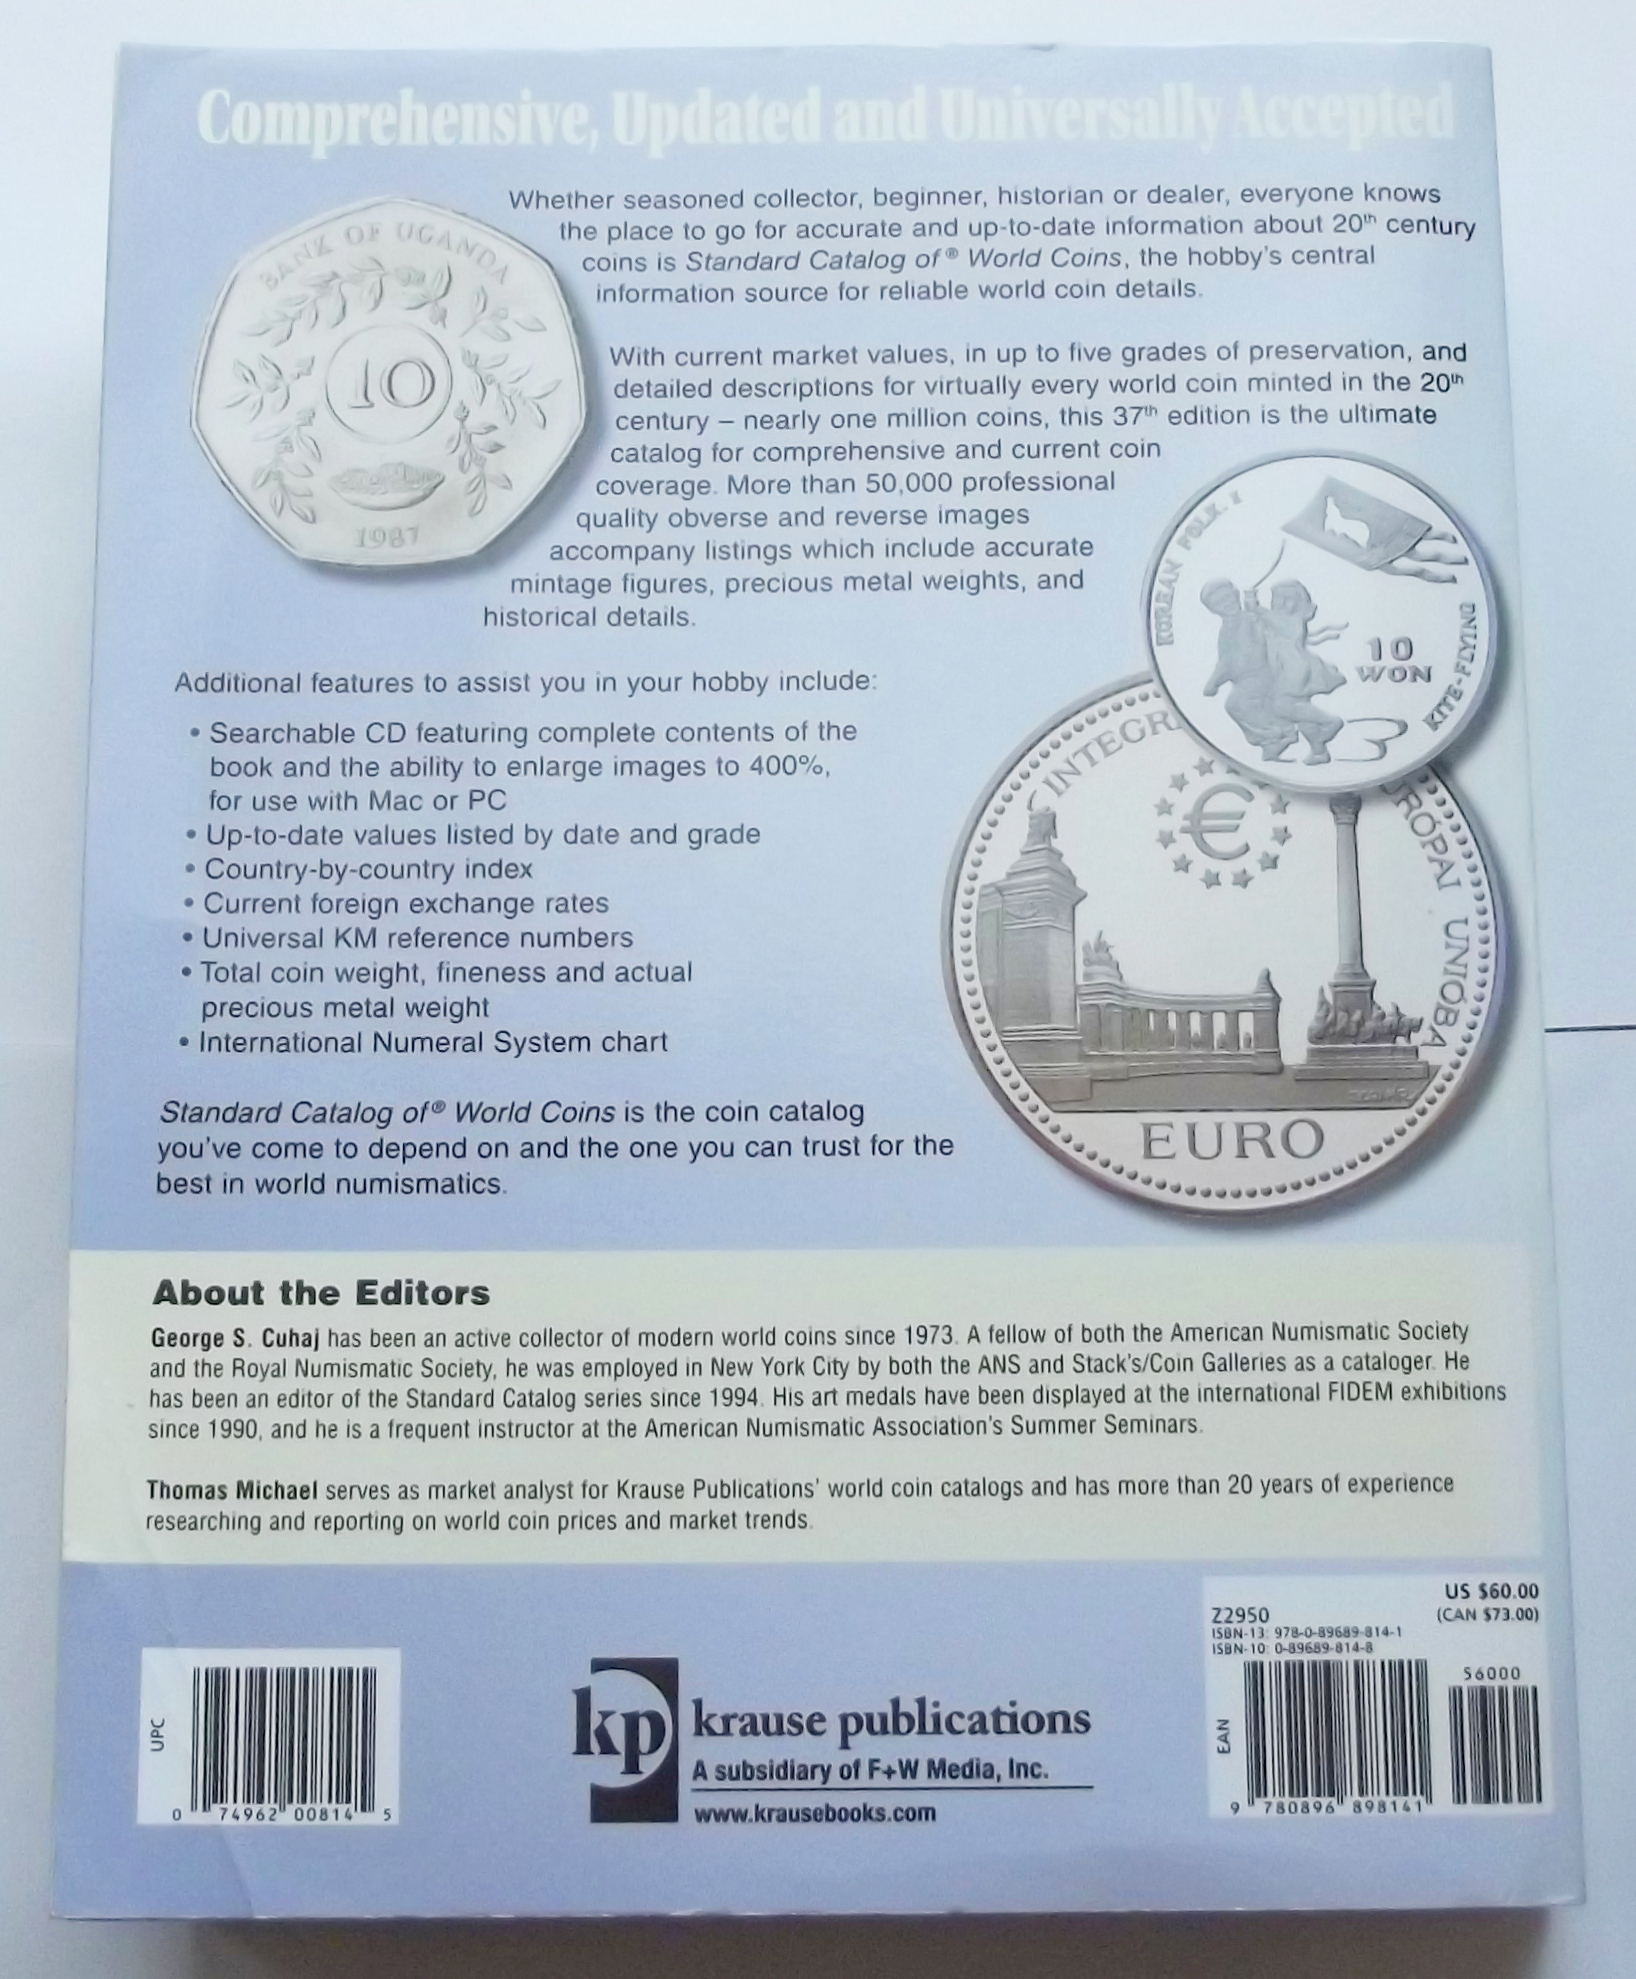 Comprehensive, Updated and Universally Accepted
Whether seasoned collector, beginner, historian or dealer, everyone knows
the place to go for accurate and up-to-date information about 20th century
coins is Standard Catalog of® World Coins, the hobby's central
information source for reliable world coin details.
BANK OF UGANDA
10
1987
With current market values, in up to five grades of preservation, and
detailed descriptions for virtually every world coin minted in the 20th
century – nearly one million coins, this 37th edition is the ultimate
catalog for comprehensive and current coin
coverage. More than 50,000 professional
quality obverse and reverse images
accompany listings which include accurate
mintage figures, precious metal weights, and
historical details.
KOREAN FOLK.
10
WON
KITE-FLYING
Additional features to assist you in your hobby include:
• Searchable CD featuring complete contents of the
book and the ability to enlarge images to 400%,
for use with Mac or PC
• Up-to-date values listed by date and grade
• Country-by-country index
• Current foreign exchange rates
• Universal KM reference numbers
• Total coin weight, fineness and actual
precious metal weight
• International Numeral System chart
INTEGR
€
URÓPAI UNIÓBA
EURO
Standard Catalog of® World Coins is the coin catalog
you've come to depend on and the one you can trust for the
best in world numismatics.
About the Editors
George S. Cuhaj has been an active collector of modern world coins since 1973. A fellow of both the American Numismatic Society
and the Royal Numismatic Society, he was employed in New York City by both the ANS and Stack's/Coin Galleries as a cataloger. He
has been an editor of the Standard Catalog series since 1994. His art medals have been displayed at the international FIDEM exhibitions
since 1990, and he is a frequent instructor at the American Numismatic Association's Summer Seminars.
Thomas Michael serves as market analyst for Krause Publications' world coin catalogs and has more than 20 years of experience
researching and reporting on world coin prices and market trends.
UPC
0 74962 00814 5
kp krause publications
A subsidiary of F+W Media, Inc.
www.krausebooks.com
US $60.00
(CAN $73.00)
Z2950
ISBN-13: 978-0-89689-814-1
ISBN-10: 0-89689-814-8
56000
EAN
9 780896 898141